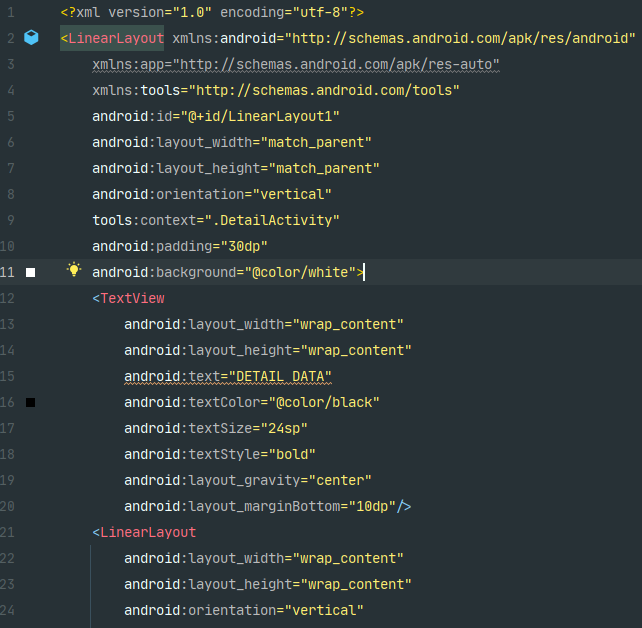 1 <?xml version="1.0" encoding="utf-8"?>
2 <LinearLayout xmlns:android="http://schemas.android.com/apk/res/android"
3 xmlns:app="http://schemas.android.com/apk/res-auto"
4 xmlns:tools="http://schemas.android.com/tools"
5 android:id="@+id/LinearLayout1"
6 android:layout_width="match_parent"
7 android:layout_height="match_parent"
8 android:orientation="vertical"
9 tools:context=".DetailActivity"
10 android:padding="30dp"
11 android:background="@color/white">
12 <TextView
13 android:layout_width="wrap_content"
14 android:layout_height="wrap_content"
15 android:text="DETAIL DATA"
16 android:textColor="@color/black"
17 android:textSize="24sp"
18 android:textStyle="bold"
19 android:layout_gravity="center"
20 android:layout_marginBottom="10dp"/>
21 <LinearLayout
22 android:layout_width="wrap_content"
23 android:layout_height="wrap_content"
24 android:orientation="vertical"